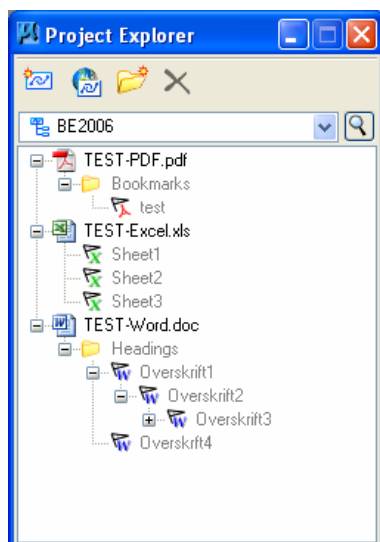 Project Explorer
BE2006
TEST-PDF.pdf
Bookmarks
test
TEST-Excel.xls
Sheet1
Sheet2
Sheet3
TEST-Word.doc
Headings
Overskrift1
Overskrift2
Overskrift3
Overskrft4